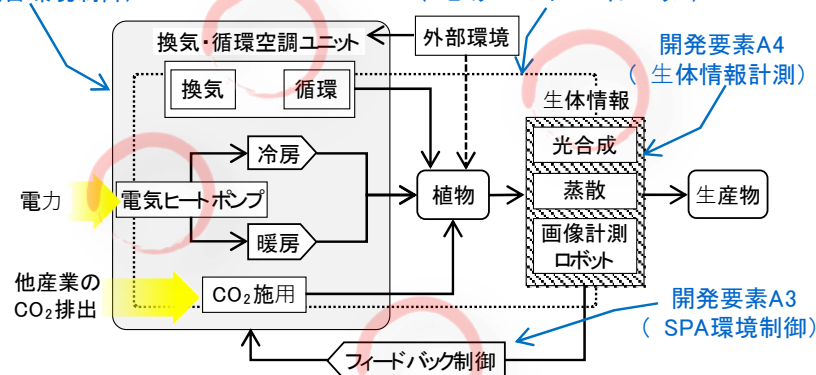 換気・循環空調ユニット
外部環境
開発要素A4
( 生体情報計測)
換気
循環
生体情報
光合成
冷房
電力
電気ヒートポンプ
植物
蒸散
生産物
暖房
画像計測
ロボット
他産業の
CO₂排出
CO₂施用
開発要素A3
( SPA環境制御)
フィードバック制御